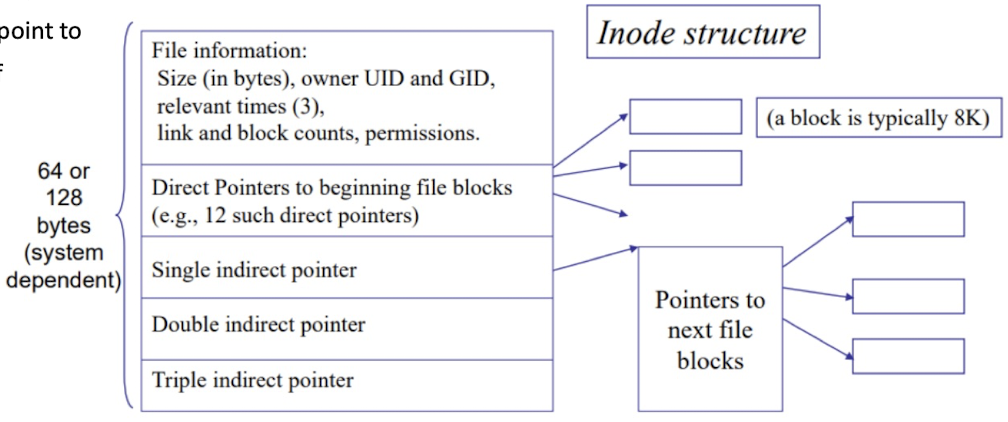 point to
Inode structure
File information:
Size (in bytes), owner UID and GID,
relevant times (3),
link and block counts, permissions.
(a block is typically 8K)
64 or
128
bytes
(system
dependent)
Direct Pointers to beginning file blocks
(e.g., 12 such direct pointers)
Single indirect pointer
Double indirect pointer
Triple indirect pointer
Pointers to
next file
blocks